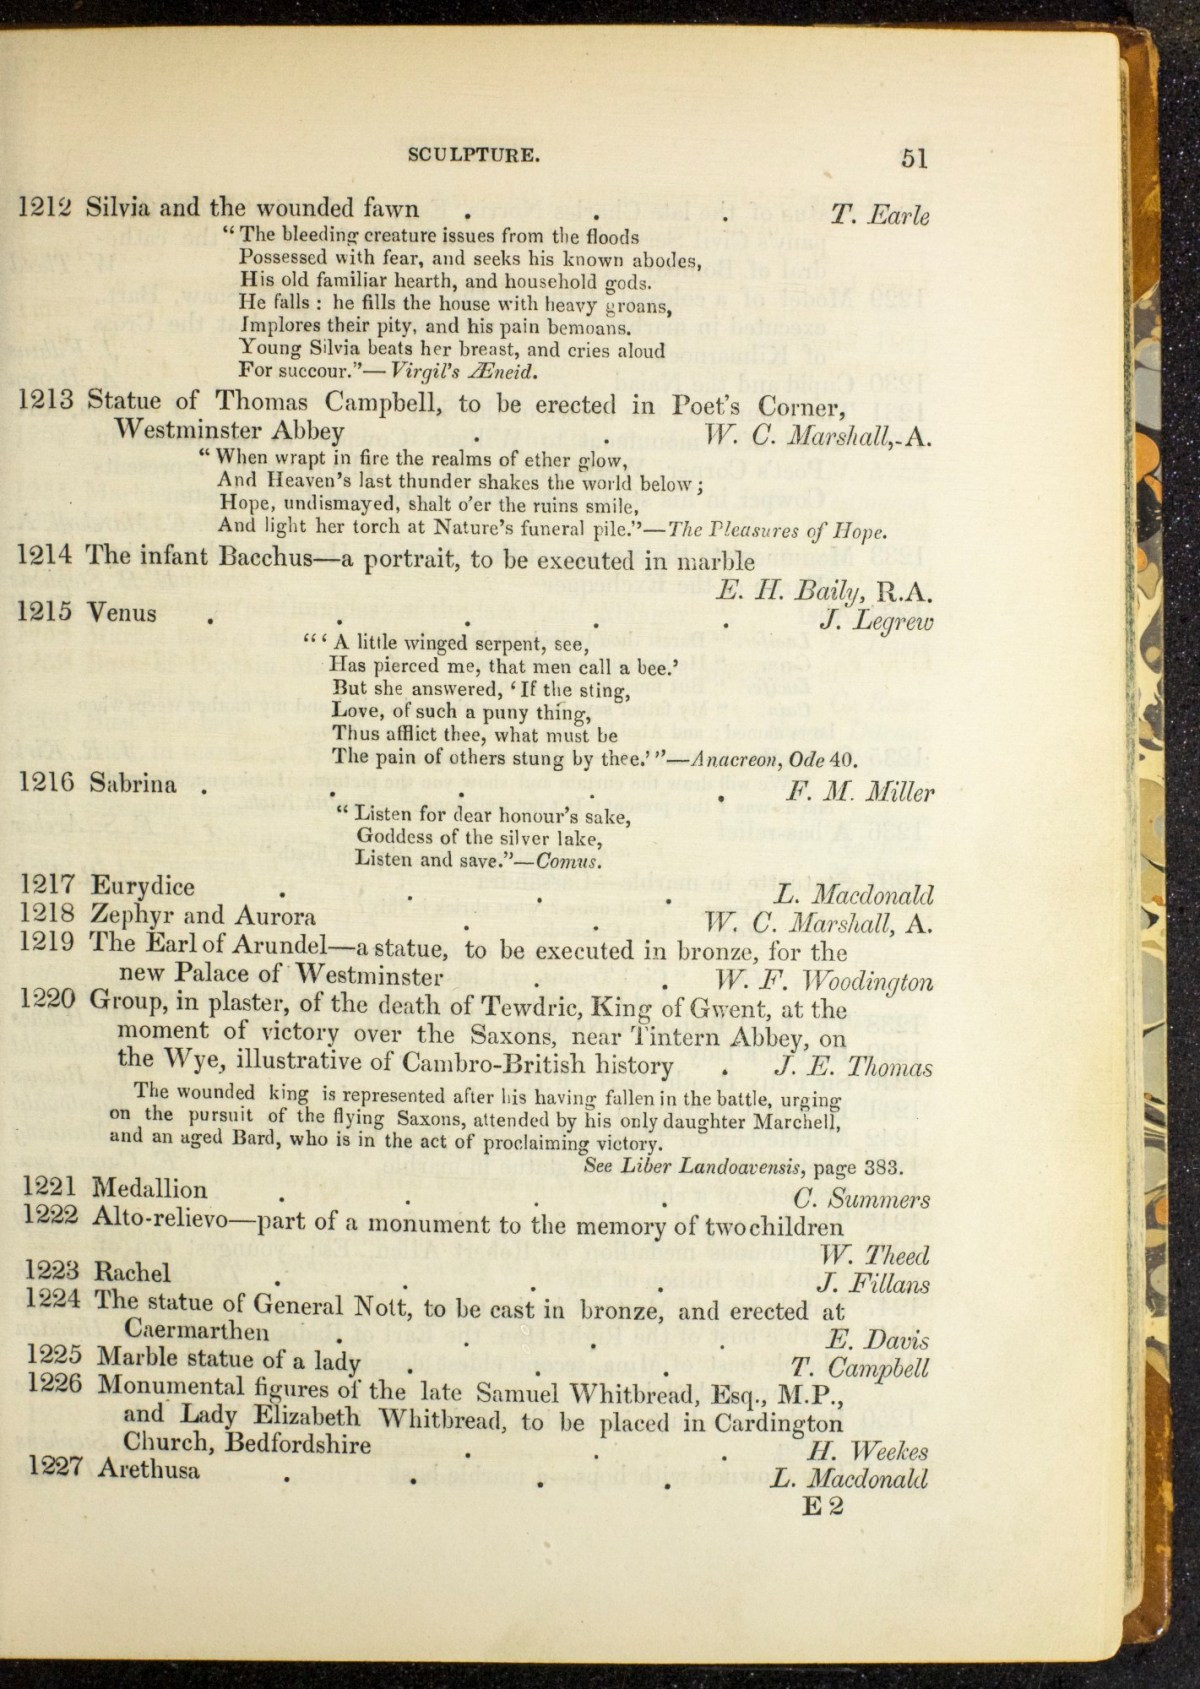 SCULPTURE. 51
1212 Silvia and the wounded fawn . . . T. Earle
“ The bleeding creature issues from the floods
Possessed with fear, and seeks his known abodes,
His old familiar hearth, and household gods.
He falls : he fills the house with heavy groans,
Implores their pity, and his pain bemoans.
Young Silvia beats her breast, and cries aloud
For succour.”— Virgil’s Æneid.
1213 Statue of Thomas Campbell, to be erected in Poet’s Corner,
Westminster Abbey . . W. C. Marshall, A.
“ When wrapt in fire the realms of ether glow,
And Heaven’s last thunder shakes the world below ;
Hope, undismayed, shalt o’er the ruins smile,
And light her torch at Nature’s funeral pile.”—The Pleasures of Hope.
1214 The infant Bacchus—a portrait, to be executed in marble
E. H. Baily, R.A.
1215 Venus . . . . . J. Legrew
“ ‘ A little winged serpent, see,
Has pierced me, that men call a bee.’
But she answered, ‘ If the sting,
Love, of such a puny thing,
Thus afflict thee, what must be
The pain of others stung by thee.’ ”—Anacreon, Ode 40.
1216 Sabrina . . . . . F. M. Miller
“ Listen for dear honour’s sake,
Goddess of the silver lake,
Listen and save.”—Comus.
1217 Eurydice . . . . L. Macdonald
1218 Zephyr and Aurora . . W. C. Marshall, A.
1219 The Earl of Arundel—a statue, to be executed in bronze, for the
new Palace of Westminster . . W. F. Woodington
1220 Group, in plaster, of the death of Tewdric, King of Gwent, at the
moment of victory over the Saxons, near Tintern Abbey, on
the Wye, illustrative of Cambro-British history . J. E. Thomas
The wounded king is represented after his having fallen in the battle, urging
on the pursuit of the flying Saxons, attended by his only daughter Marchell,
and an aged Bard, who is in the act of proclaiming victory.
See Liber Landoavensis, page 383.
1221 Medallion . . . . C. Summers
1222 Alto-relievo—part of a monument to the memory of two children
W. Theed
1223 Rachel . . . . J. Fillans
1224 The statue of General Nott, to be cast in bronze, and erected at
Caermarthen . . . . E. Davis
1225 Marble statue of a lady . . . T. Campbell
1226 Monumental figures of the late Samuel Whitbread, Esq., M.P.,
and Lady Elizabeth Whitbread, to be placed in Cardington
Church, Bedfordshire . . . H. Weekes
1227 Arethusa . . . . L. Macdonald
E 2